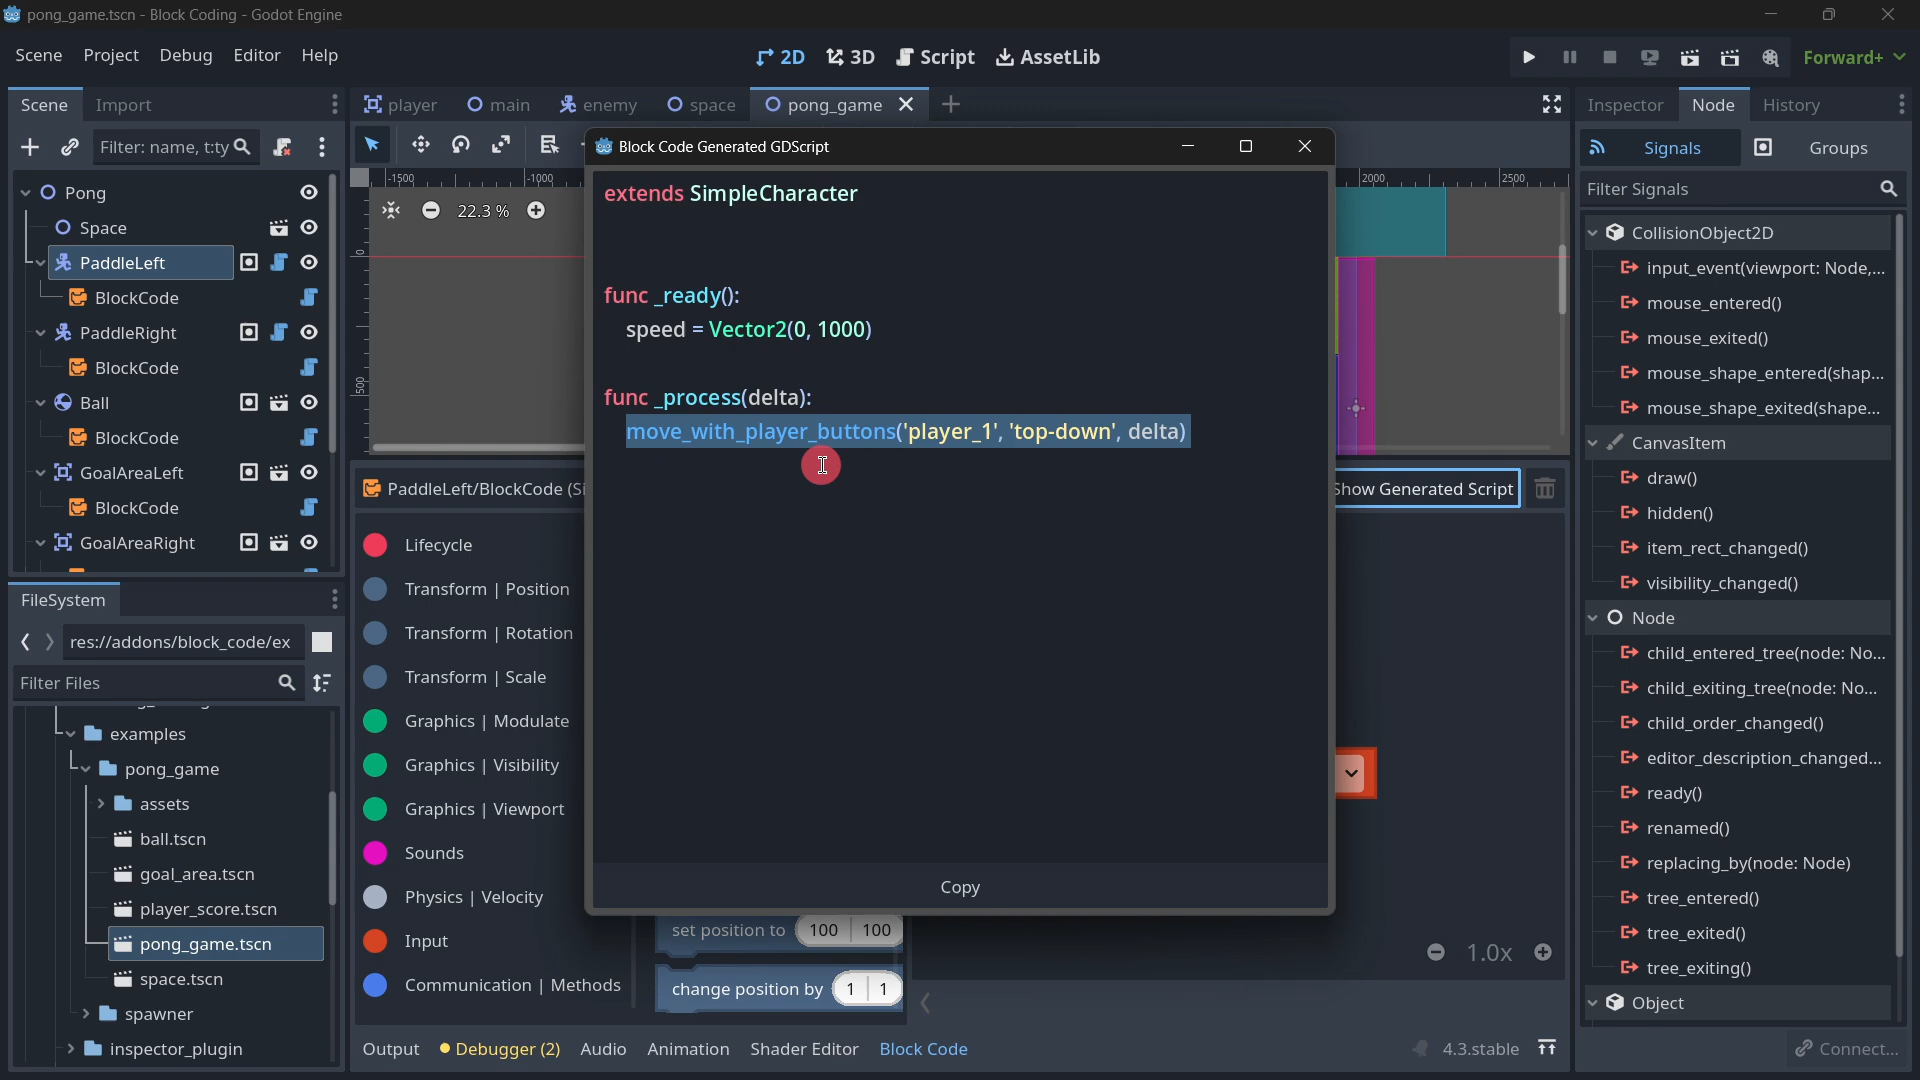 pong_game.tscn - Block Coding - Godot Engine
Scene Project Debug Editor Help
2D 3D Script AssetLib
Forward+
Scene Import
player main enemy space pong_game
Inspector Node History
Filter: name, t:ty
Signals Groups
Filter Signals
Pong
Space
PaddleLeft
BlockCode
PaddleRight
BlockCode
Ball
BlockCode
GoalAreaLeft
BlockCode
GoalAreaRight
-1500 -1000 2000 2500
22.3 %
0
500
Block Code Generated GDScript
extends SimpleCharacter
func _ready():
speed = Vector2(0, 1000)
func _process(delta):
move_with_player_buttons('player_1', 'top-down', delta)
Copy
PaddleLeft/BlockCode (Si
Show Generated Script
Lifecycle
Transform | Position
Transform | Rotation
Transform | Scale
Graphics | Modulate
Graphics | Visibility
Graphics | Viewport
Sounds
Physics | Velocity
Input
Communication | Methods
set position to 100 100
change position by 1 1
1.0x
FileSystem
res://addons/block_code/ex
Filter Files
examples
pong_game
assets
ball.tscn
goal_area.tscn
player_score.tscn
pong_game.tscn
space.tscn
spawner
inspector_plugin
Output Debugger (2) Audio Animation Shader Editor Block Code
4.3.stable
CollisionObject2D
input_event(viewport: Node,...
mouse_entered()
mouse_exited()
mouse_shape_entered(shap...
mouse_shape_exited(shape...
CanvasItem
draw()
hidden()
item_rect_changed()
visibility_changed()
Node
child_entered_tree(node: No...
child_exiting_tree(node: No...
child_order_changed()
editor_description_changed...
ready()
renamed()
replacing_by(node: Node)
tree_entered()
tree_exited()
tree_exiting()
Object
Connect...